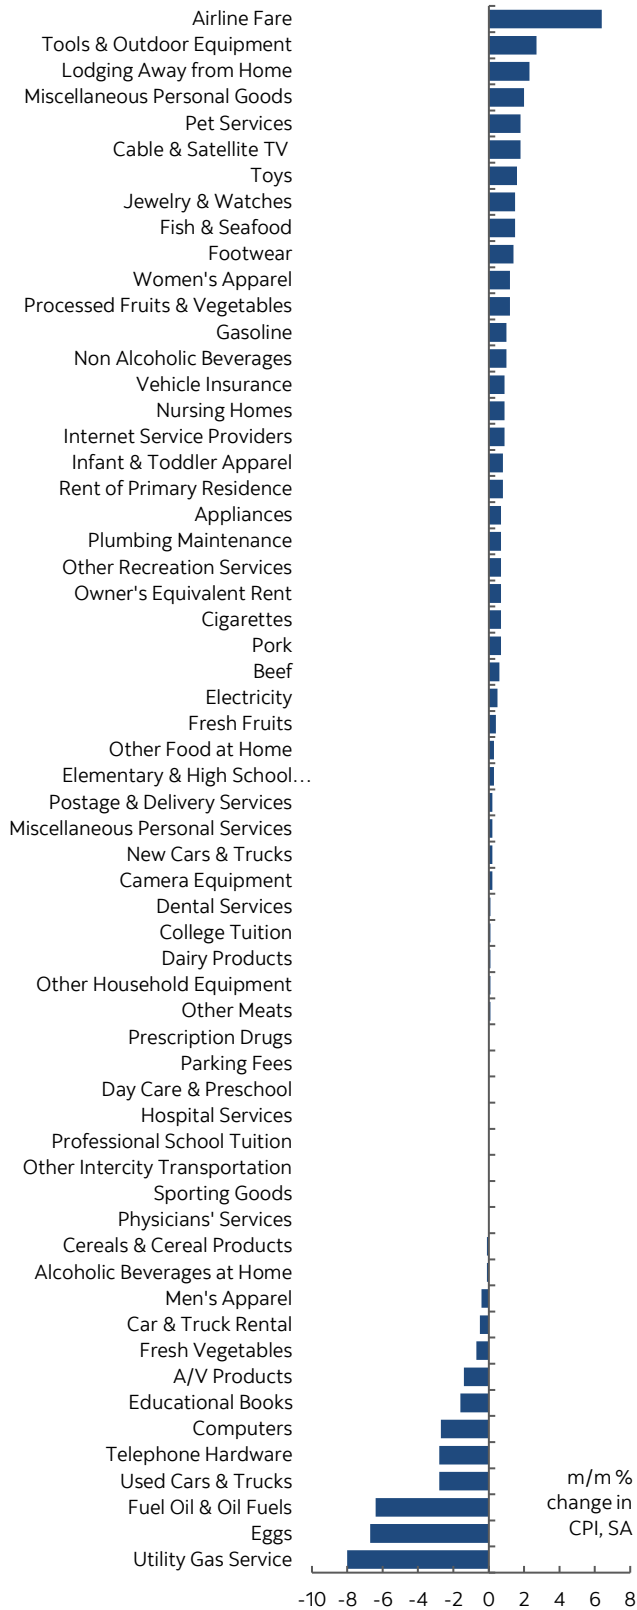 Airline Fare
Tools & Outdoor Equipment
Lodging Away from Home
Miscellaneous Personal Goods
Pet Services
Cable & Satellite TV
Toys
Jewelry & Watches
Fish & Seafood
Footwear
Women's Apparel
Processed Fruits & Vegetables
Gasoline
Non Alcoholic Beverages
Vehicle Insurance
Nursing Homes
Internet Service Providers
Infant & Toddler Apparel
Rent of Primary Residence
Appliances
Plumbing Maintenance
Other Recreation Services
Owner's Equivalent Rent
Cigarettes
Pork
Beef
Electricity
Fresh Fruits
Other Food at Home
Elementary & High School…
Postage & Delivery Services
Miscellaneous Personal Services
New Cars & Trucks
Camera Equipment
Dental Services
College Tuition
Dairy Products
Other Household Equipment
Other Meats
Prescription Drugs
Parking Fees
Day Care & Preschool
Hospital Services
Professional School Tuition
Other Intercity Transportation
Sporting Goods
Physicians' Services
Cereals & Cereal Products
Alcoholic Beverages at Home
Men's Apparel
Car & Truck Rental
Fresh Vegetables
A/V Products
Educational Books
Computers
Telephone Hardware
Used Cars & Trucks
Fuel Oil & Oil Fuels
Eggs
Utility Gas Service
m/m %
change in
CPI, SA
-10 -8 -6 -4 -2 0 2 4 6 8